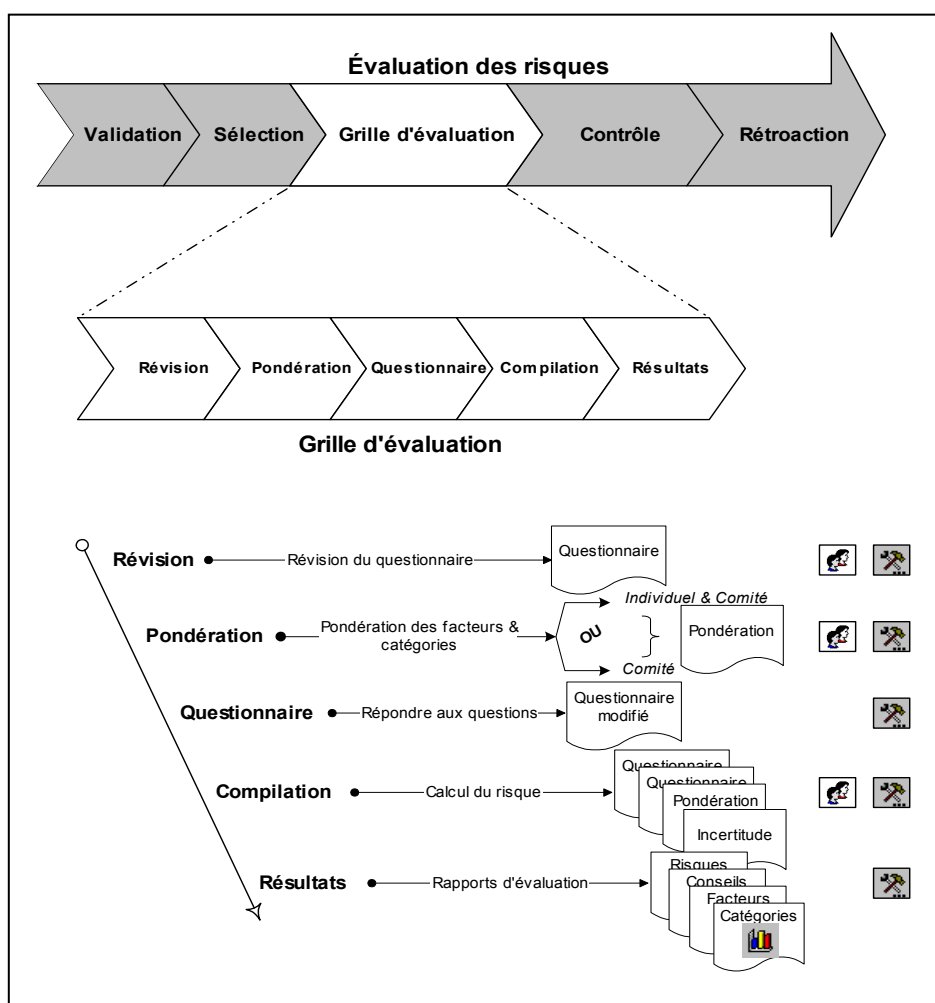 Évaluation des risques
Validation
Sélection
Grille d'évaluation
Contrôle
Rétroaction
Révision
Pondération
Questionnaire
Compilation
Résultats
Grille d'évaluation
Révision
Révision du questionnaire
Questionnaire
Pondération
Pondération des facteurs &
catégories
OU
Individuel & Comité
Comité
Pondération
Questionnaire
Répondre aux questions
Questionnaire
modifié
Compilation
Calcul du risque
Questionnaire
Questionnaire
Pondération
Incertitude
Résultats
Rapports d'évaluation
Risques
Conseils
Facteurs
Catégories